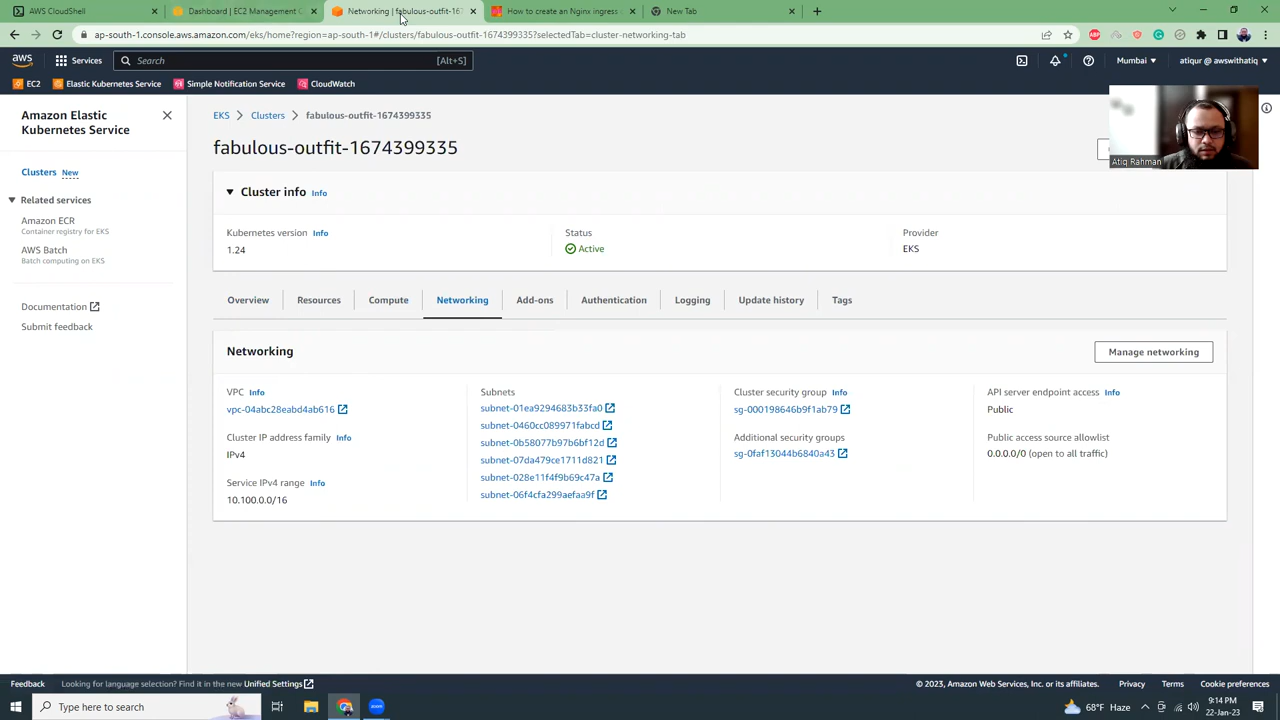 AWS CloudShell
Dashboard | EC2 Management C
Networking | fabulous-outfit-167
How to create an Nginx ingress
New Tab
ap-south-1.console.aws.amazon.com/eks/home?region=ap-south-1#/clusters/fabulous-outfit-1674399335?selectedTab=cluster-networking-tab
aws
Services
Search
[Alt+S]
Mumbai
atiqur @ awswithatiq
EC2
Elastic Kubernetes Service
Simple Notification Service
CloudWatch
Amazon Elastic
Kubernetes Service
Clusters New
Related services
Amazon ECR
Container registry for EKS
AWS Batch
Batch computing on EKS
Documentation
Submit feedback
EKS
Clusters
fabulous-outfit-1674399335
fabulous-outfit-1674399335
Atiq Rahman
Cluster info Info
Kubernetes version Info
1.24
Status
Active
Provider
EKS
Overview
Resources
Compute
Networking
Add-ons
Authentication
Logging
Update history
Tags
Networking
Manage networking
VPC Info
vpc-04abc28eabd4ab616
Cluster IP address family Info
IPv4
Service IPv4 range Info
10.100.0.0/16
Subnets
subnet-01ea9294683b33fa0
subnet-0460cc089971fabcd
subnet-0b58077b97b6bf12d
subnet-07da479ce1711d821
subnet-028e11f4f9b69c47a
subnet-06f4cfa299aefaa9f
Cluster security group Info
sg-000198646b9f1ab79
Additional security groups
sg-0faf13044b6840a43
API server endpoint access Info
Public
Public access source allowlist
0.0.0.0/0 (open to all traffic)
Feedback
Looking for language selection? Find it in the new Unified Settings
© 2023, Amazon Web Services, Inc. or its affiliates.
Privacy
Terms
Cookie preferences
Type here to search
68°F Haze
9:14 PM
22-Jan-23